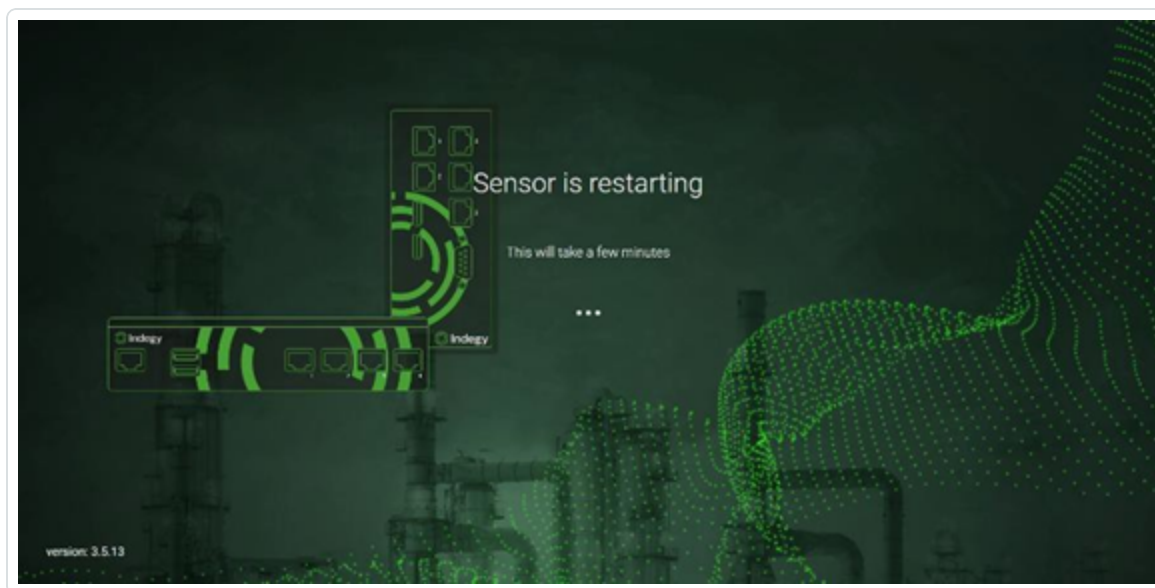 Sensor is restarting
This will take a few minutes
Indegy
Indegy
version: 3.5.13